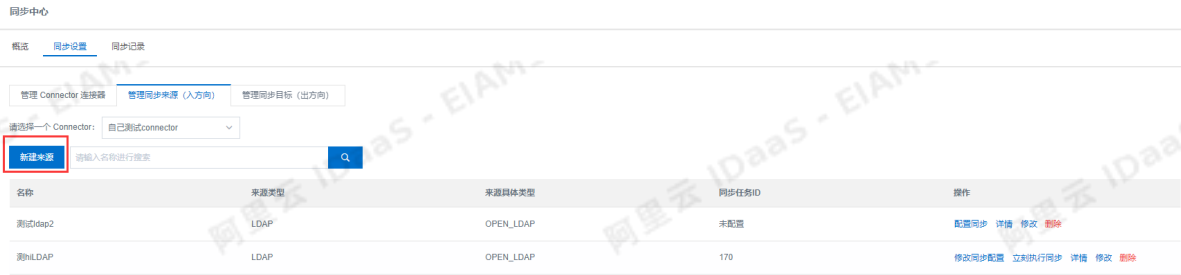 同步中心
概览 同步设置 同步记录
管理 Connector 连接器 管理同步来源（入方向） 管理同步目标（出方向）
请选择一个 Connector： 自己测试connector
新建来源 请输入名称进行搜索
名称 来源类型 来源具体类型 同步任务ID 操作
测试ldap2 LDAP OPEN_LDAP 未配置 配置同步 详情 修改 删除
测hiLDAP LDAP OPEN_LDAP 170 修改同步配置 立刻执行同步 详情 修改 删除
阿里云 IDaaS - EIAM